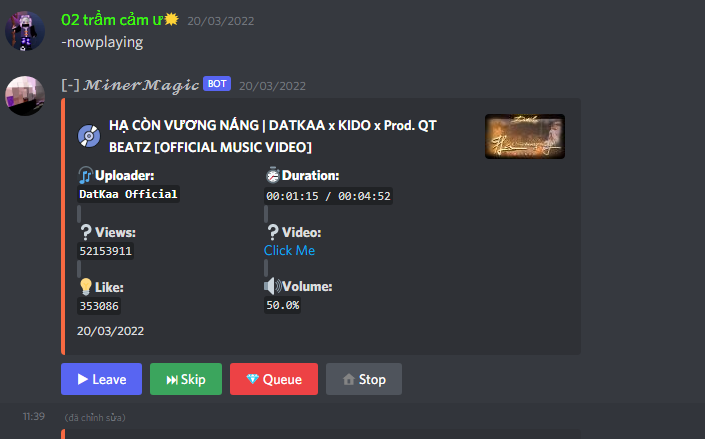 02 trầm cảm ư 20/03/2022
-nowplaying
[-] 𝓜𝓲𝓷𝓮𝓻𝓜𝓪𝓰𝓲𝓬 BOT 20/03/2022
HẠ CÒN VƯƠNG NẮNG | DATKAA x KIDO x Prod. QT
BEATZ [OFFICIAL MUSIC VIDEO]
Uploader: Duration:
DatKaa Official 00:01:15 / 00:04:52
❔Views: ❔Video:
52153911 Click Me
Like: Volume:
353086 50.0%
20/03/2022
Leave Skip Queue Stop
11:39 (đã chỉnh sửa)